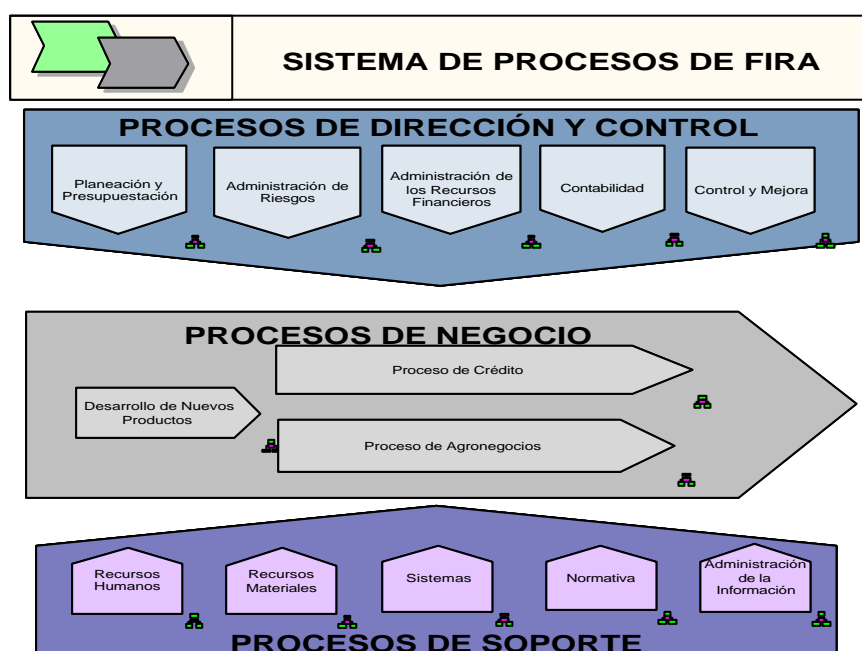 SISTEMA DE PROCESOS DE FIRA
PROCESOS DE DIRECCIÓN Y CONTROL
Planeación y
Presupuestación
Administración de
Riesgos
Administración de
los Recursos
Financieros
Contabilidad
Control y Mejora
PROCESOS DE NEGOCIO
Desarrollo de Nuevos
Productos
Proceso de Crédito
Proceso de Agronegocios
Recursos
Humanos
Recursos
Materiales
Sistemas
Normativa
Administración
de la
Información
PROCESOS DE SOPORTE